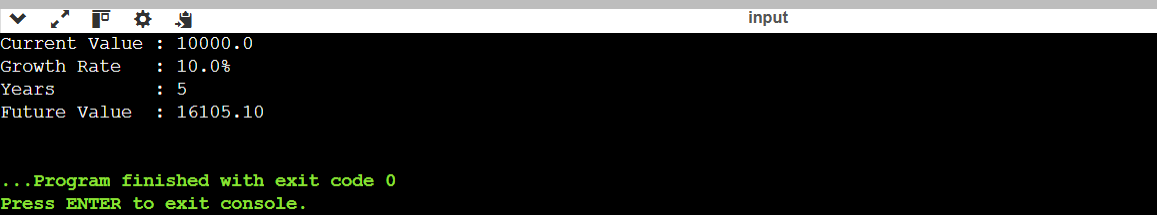 input
Current Value : 10000.0
Growth Rate   : 10.0%
Years         : 5
Future Value  : 16105.10
...Program finished with exit code 0
Press ENTER to exit console.